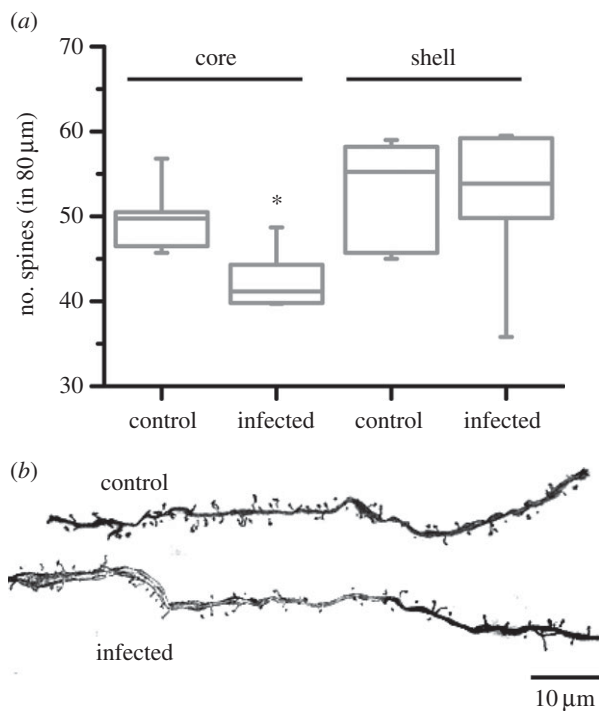 (a)
70
core
shell
60
*
50
40
30
no. spines (in 80 μm)
control
infected
control
infected
(b)
control
infected
10 μm